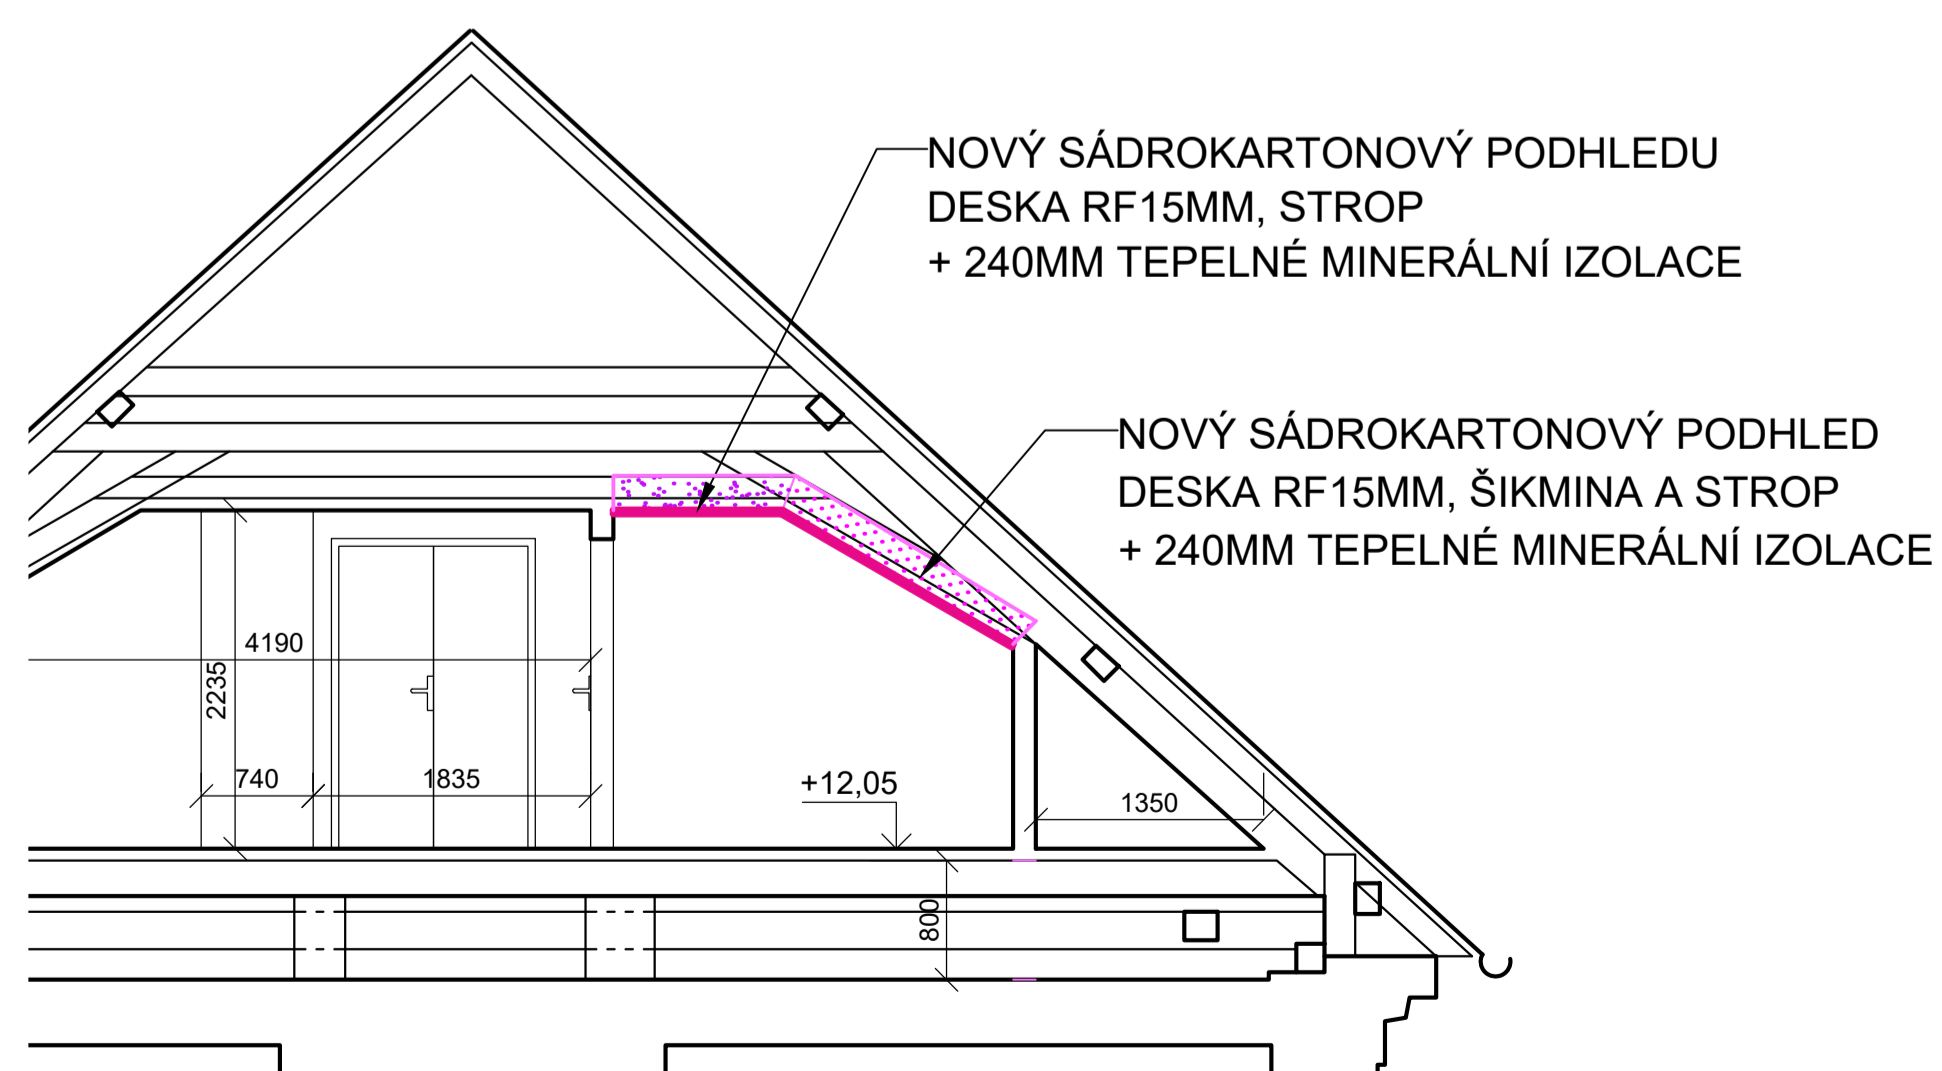 NOVÝ SÁDROKARTONOVÝ PODHLEDU
DESKA RF15MM, STROP
+ 240MM TEPELNÉ MINERÁLNÍ IZOLACE
NOVÝ SÁDROKARTONOVÝ PODHLED
DESKA RF15MM, ŠIKMINA A STROP
+ 240MM TEPELNÉ MINERÁLNÍ IZOLACE
4190
2235
740
1835
+12,05
1350
800